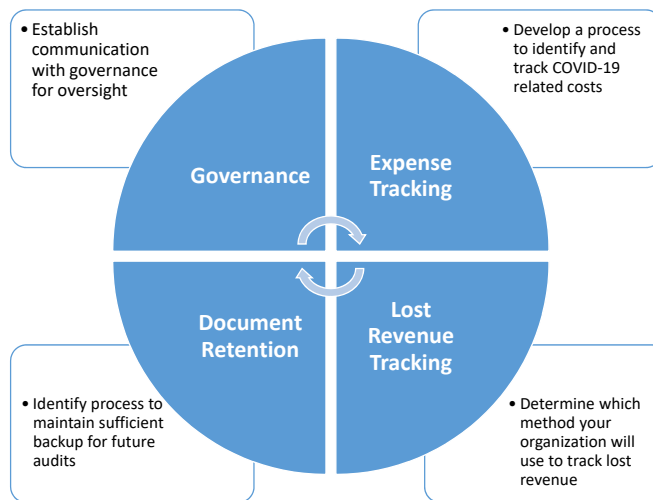 • Establish
communication
with governance
for oversight
• Develop a process
to identify and
track COVID-19
related costs
Governance
Expense
Tracking
Document
Retention
Lost
Revenue
Tracking
• Identify process to
maintain sufficient
backup for future
audits
• Determine which
method your
organization will
use to track lost
revenue